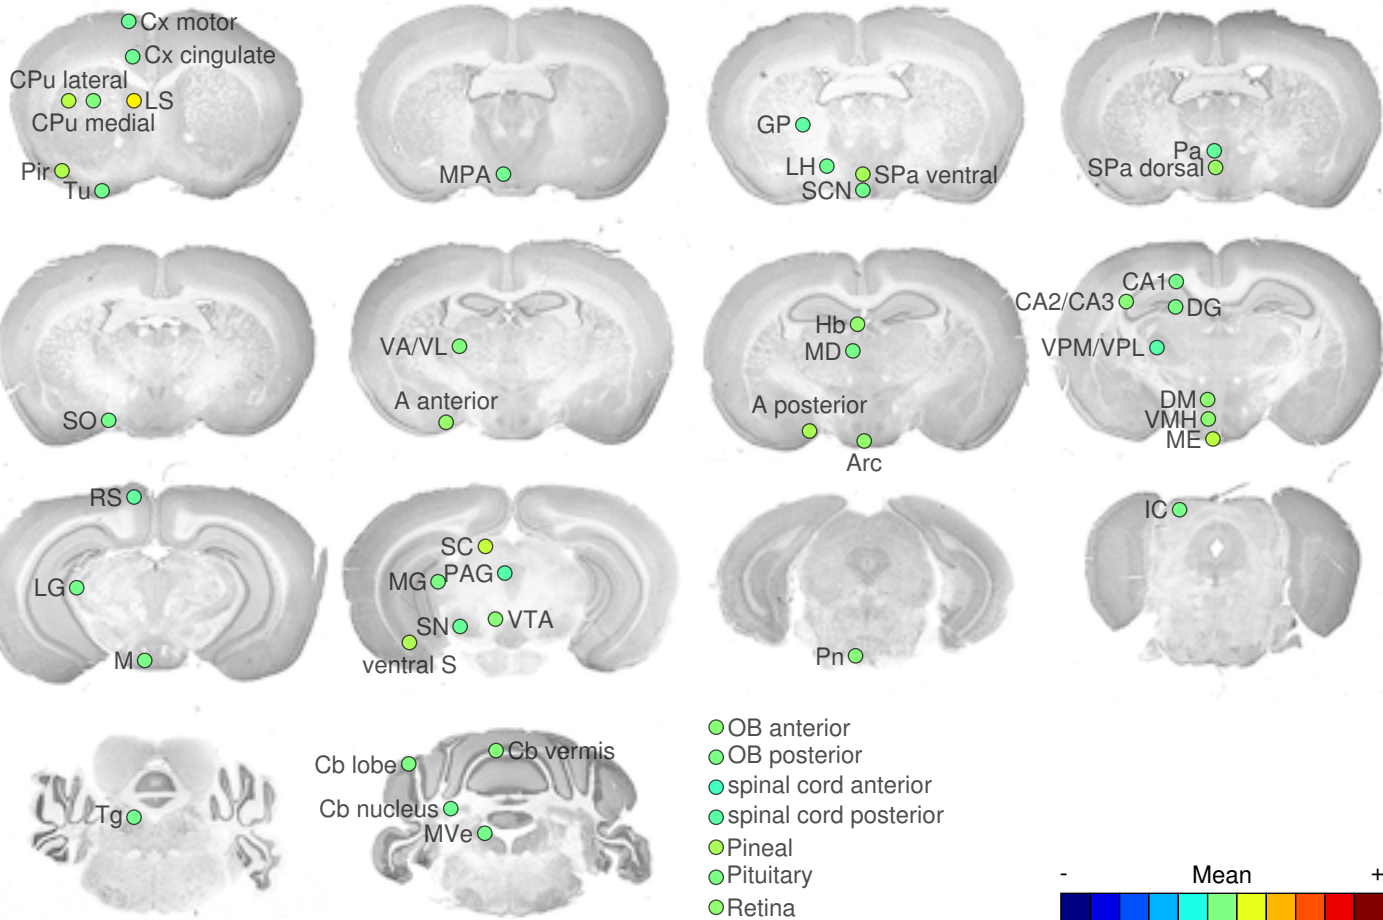 Cx motor
Cx cingulate
CPu lateral
LS
CPu medial
Pir
Tu
MPA
GP
LH
SPa ventral
SCN
Pa
SPa dorsal
SO
VA/VL
A anterior
Hb
MD
A posterior
Arc
CA1
CA2/CA3
DG
VPM/VPL
DM
VMH
ME
RS
LG
M
SC
MG
PAG
SN
VTA
ventral S
Pn
IC
Tg
Cb vermis
Cb lobe
Cb nucleus
MVe
OB anterior
OB posterior
spinal cord anterior
spinal cord posterior
Pineal
Pituitary
Retina
- Mean +